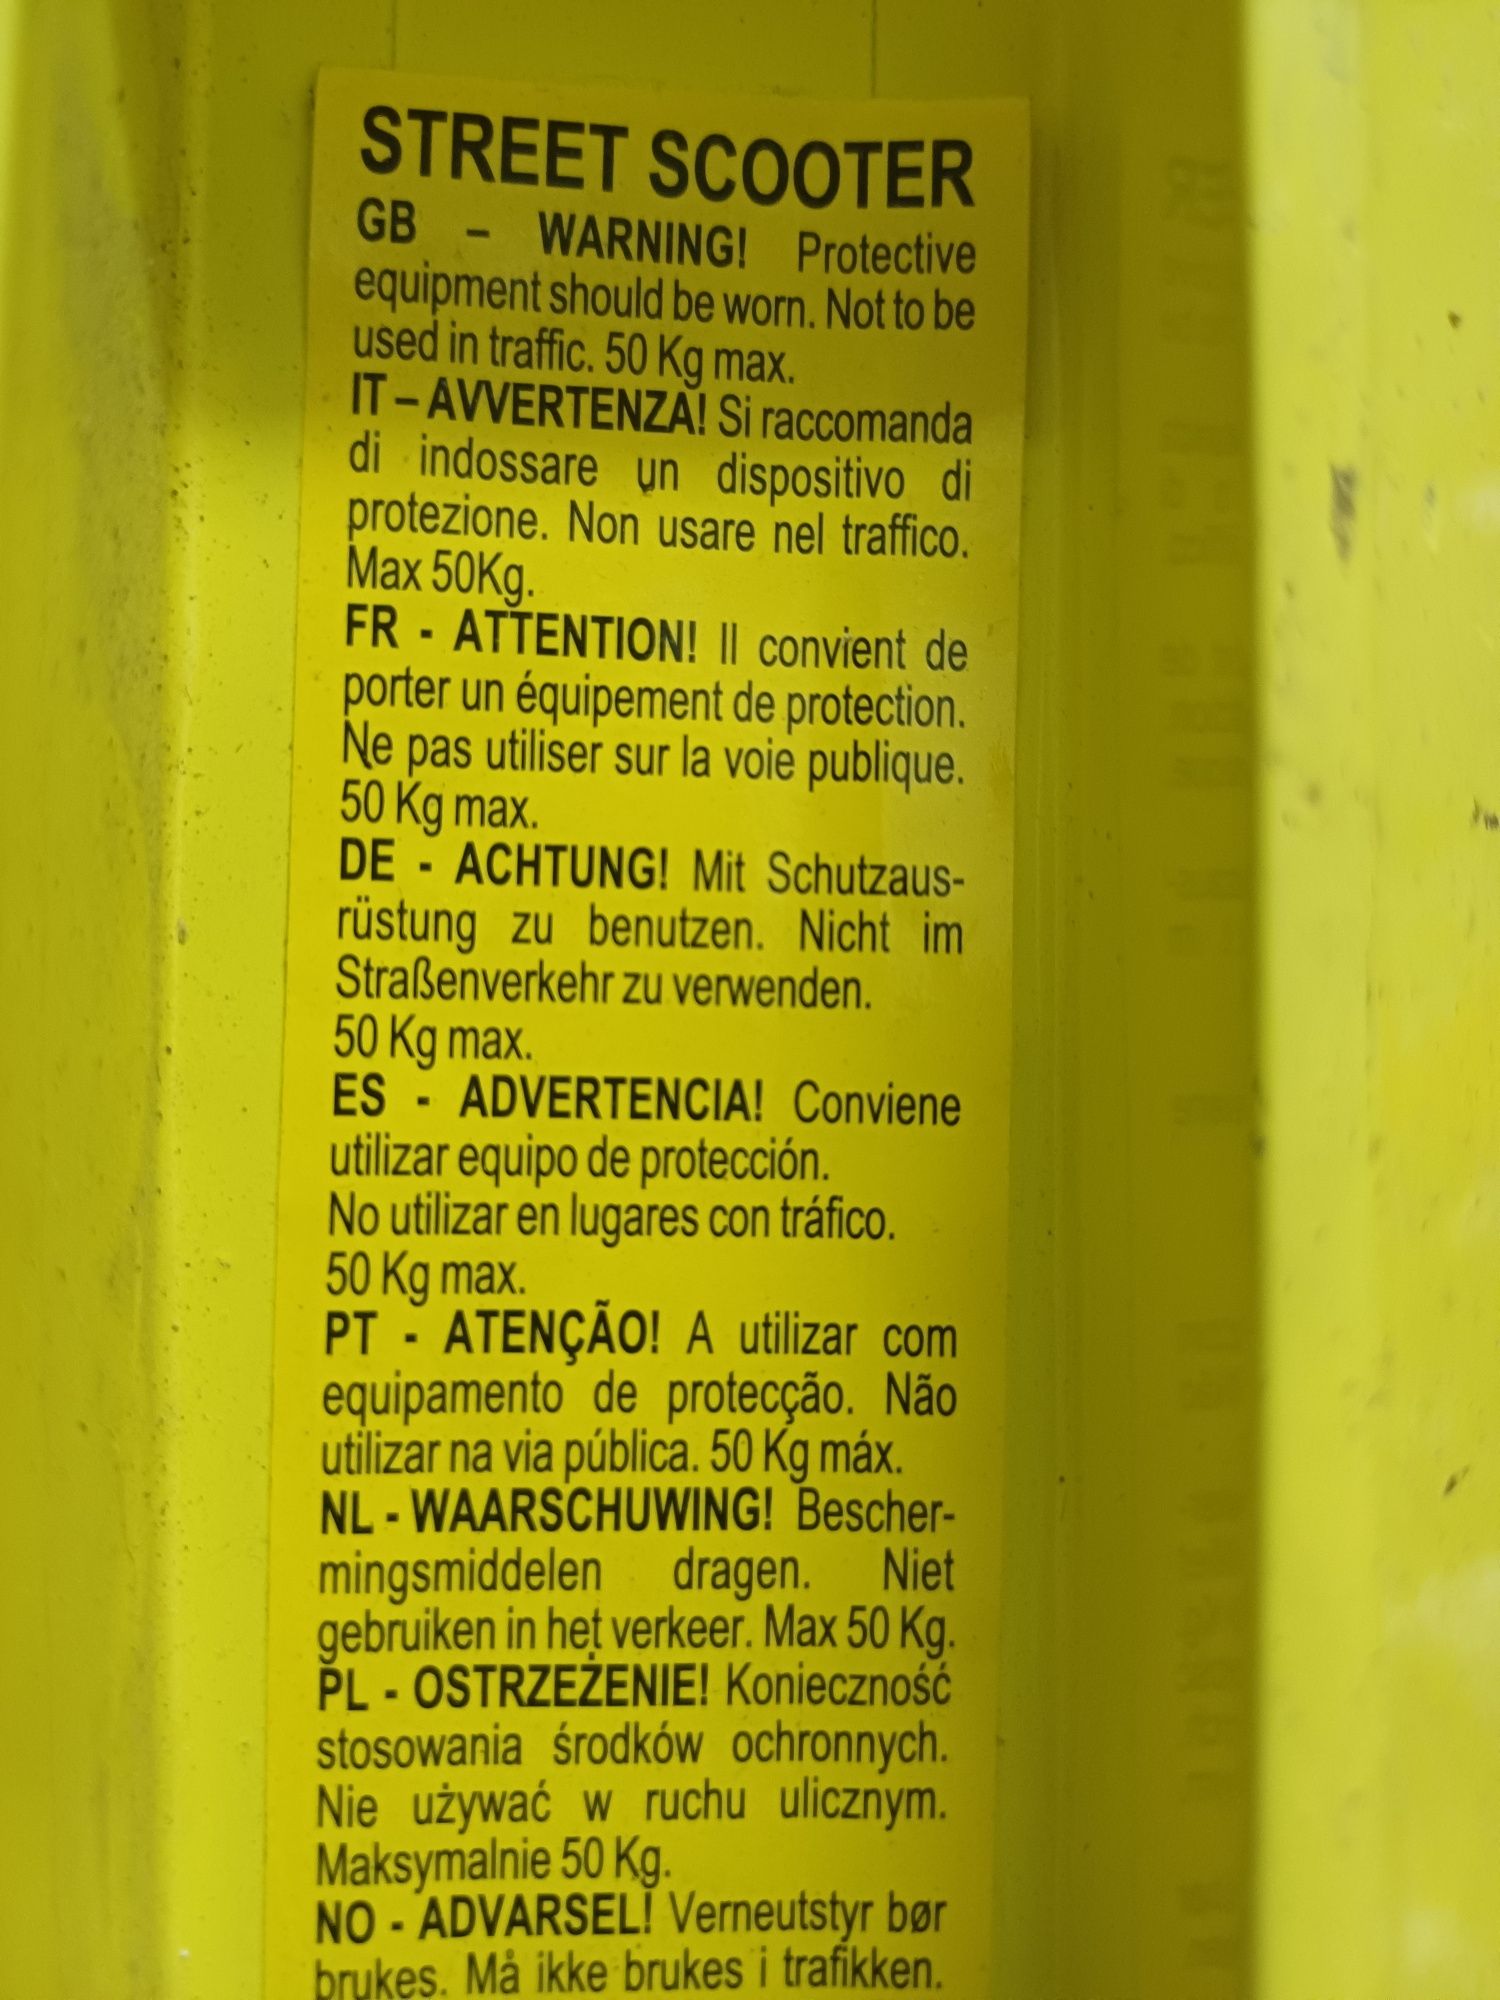 STREET SCOOTER
GB – WARNING! Protective
equipment should be worn. Not to be
used in traffic. 50 Kg max.
IT – AVVERTENZA! Si raccomanda
di indossare un dispositivo di
protezione. Non usare nel traffico.
Max 50Kg.
FR - ATTENTION! Il convient de
porter un équipement de protection.
Ne pas utiliser sur la voie publique.
50 Kg max.
DE - ACHTUNG! Mit Schutzaus-
rüstung zu benutzen. Nicht im
Straßenverkehr zu verwenden.
50 Kg max.
ES - ADVERTENCIA! Conviene
utilizar equipo de protección.
No utilizar en lugares con tráfico.
50 Kg max.
PT - ATENÇÃO! A utilizar com
equipamento de protecção. Não
utilizar na via pública. 50 Kg máx.
NL - WAARSCHUWING! Bescher-
mingsmiddelen dragen. Niet
gebruiken in het verkeer. Max 50 Kg.
PL - OSTRZEŻENIE! Konieczność
stosowania środków ochronnych.
Nie używać w ruchu ulicznym.
Maksymalnie 50 Kg.
NO - ADVARSEL! Verneutstyr bør
brukes. Må ikke brukes i trafikken.